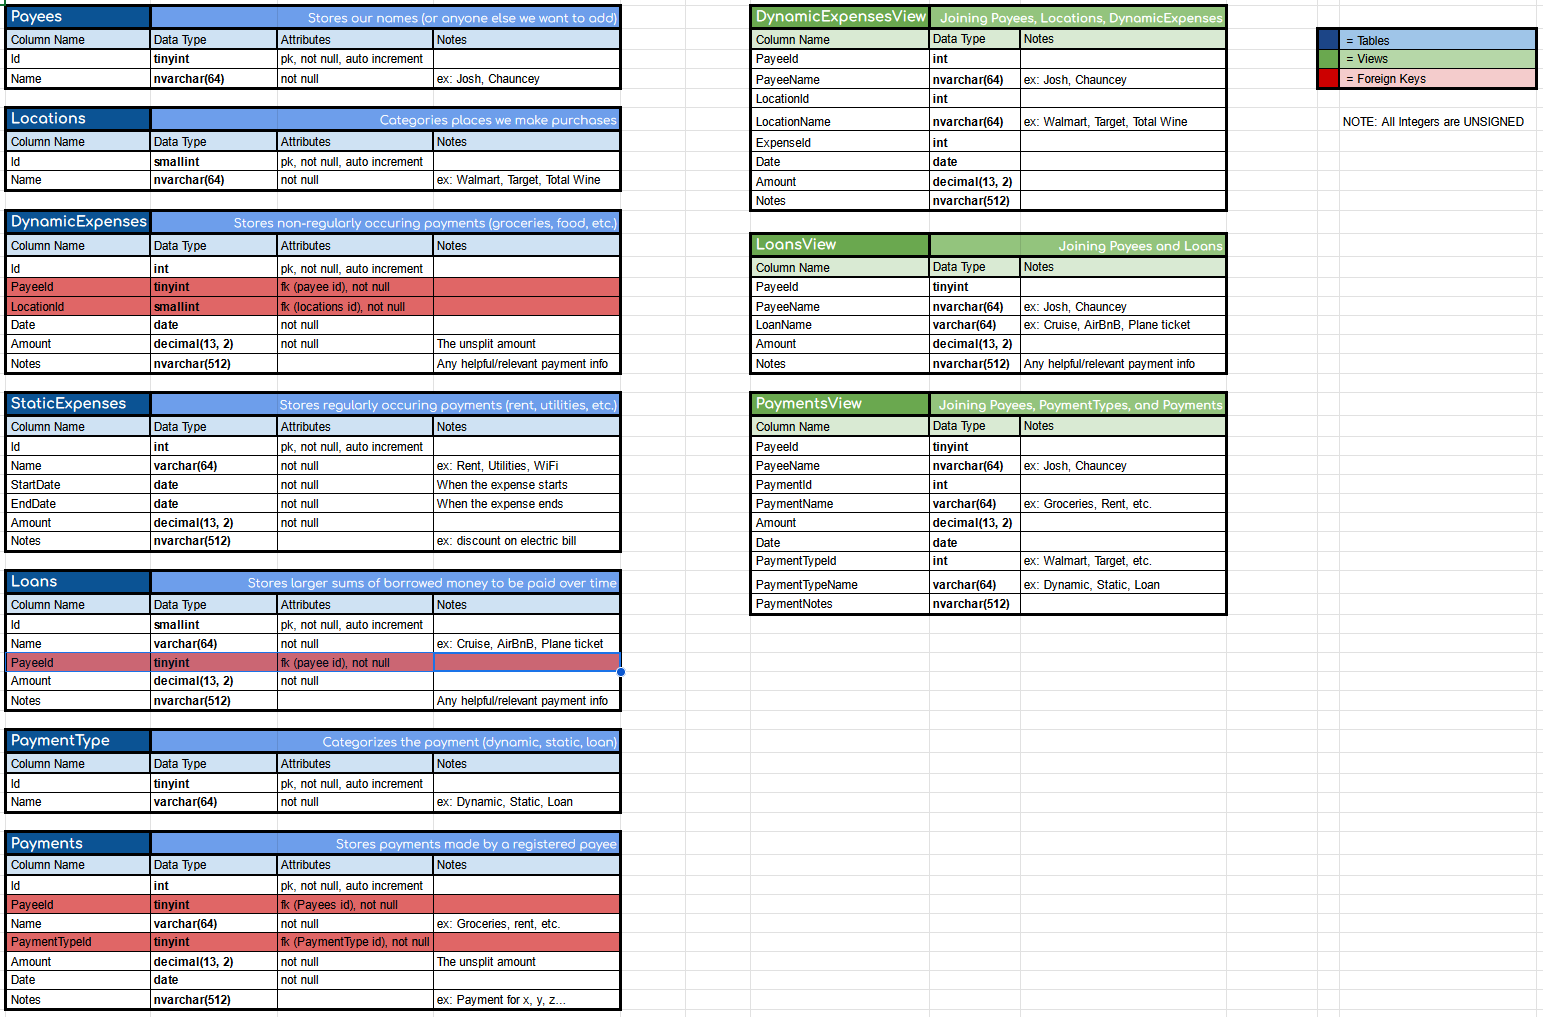 Payees Stores our names (or anyone else we want to add)
Column Name Data Type Attributes Notes
Id tinyint pk, not null, auto increment
Name nvarchar(64) not null ex: Josh, Chauncey
Locations Categories places we make purchases
Column Name Data Type Attributes Notes
Id smallint pk, not null, auto increment
Name nvarchar(64) not null ex: Walmart, Target, Total Wine
DynamicExpenses Stores non-regularly occuring payments (groceries, food, etc.)
Column Name Data Type Attributes Notes
Id int pk, not null, auto increment
PayeeId tinyint fk (payee id), not null
LocationId smallint fk (locations id), not null
Date date not null
Amount decimal(13, 2) not null The unsplit amount
Notes nvarchar(512) Any helpful/relevant payment info
StaticExpenses Stores regularly occuring payments (rent, utilities, etc.)
Column Name Data Type Attributes Notes
Id int pk, not null, auto increment
Name varchar(64) not null ex: Rent, Utilities, WiFi
StartDate date not null When the expense starts
EndDate date not null When the expense ends
Amount decimal(13, 2) not null
Notes nvarchar(512) ex: discount on electric bill
Loans Stores larger sums of borrowed money to be paid over time
Column Name Data Type Attributes Notes
Id smallint pk, not null, auto increment
Name varchar(64) not null ex: Cruise, AirBnB, Plane ticket
PayeeId tinyint fk (payee id), not null
Amount decimal(13, 2) not null
Notes nvarchar(512) Any helpful/relevant payment info
PaymentType Categorizes the payment (dynamic, static, loan)
Column Name Data Type Attributes Notes
Id tinyint pk, not null, auto increment
Name varchar(64) not null ex: Dynamic, Static, Loan
Payments Stores payments made by a registered payee
Column Name Data Type Attributes Notes
Id int pk, not null, auto increment
PayeeId tinyint fk (Payees id), not null
Name varchar(64) not null ex: Groceries, rent, etc.
PaymentTypeId tinyint fk (PaymentType id), not null
Amount decimal(13, 2) not null The unsplit amount
Date date not null
Notes nvarchar(512) ex: Payment for x, y, z...
DynamicExpensesView Joining Payees, Locations, DynamicExpenses
Column Name Data Type Notes
PayeeId int
PayeeName nvarchar(64) ex: Josh, Chauncey
LocationId int
LocationName nvarchar(64) ex: Walmart, Target, Total Wine
ExpenseId int
Date date
Amount decimal(13, 2)
Notes nvarchar(512)
LoansView Joining Payees and Loans
Column Name Data Type Notes
PayeeId tinyint
PayeeName nvarchar(64) ex: Josh, Chauncey
LoanName varchar(64) ex: Cruise, AirBnB, Plane ticket
Amount decimal(13, 2)
Notes nvarchar(512) Any helpful/relevant payment info
PaymentsView Joining Payees, PaymentTypes, and Payments
Column Name Data Type Notes
PayeeId tinyint
PayeeName nvarchar(64) ex: Josh, Chauncey
PaymentId int
PaymentName varchar(64) ex: Groceries, Rent, etc.
Amount decimal(13, 2)
Date date
PaymentTypeId int ex: Walmart, Target, etc.
PaymentTypeName varchar(64) ex: Dynamic, Static, Loan
PaymentNotes nvarchar(512)
= Tables
= Views
= Foreign Keys
NOTE: All Integers are UNSIGNED